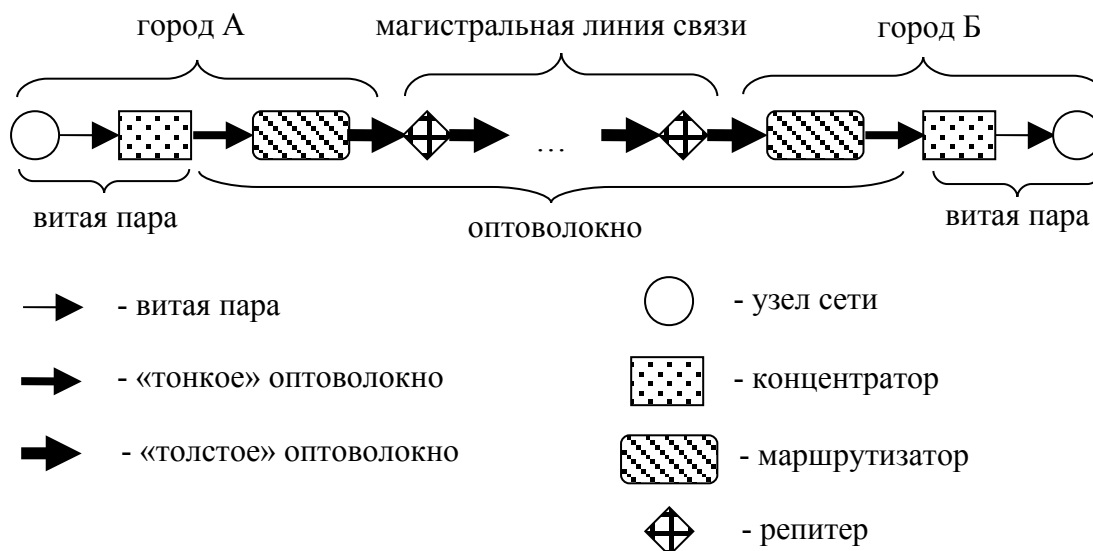 город А
магистральная линия связи
город Б
...
витая пара
оптоволокно
витая пара
- витая пара
- узел сети
- «тонкое» оптоволокно
- концентратор
- «толстое» оптоволокно
- маршрутизатор
- репитер